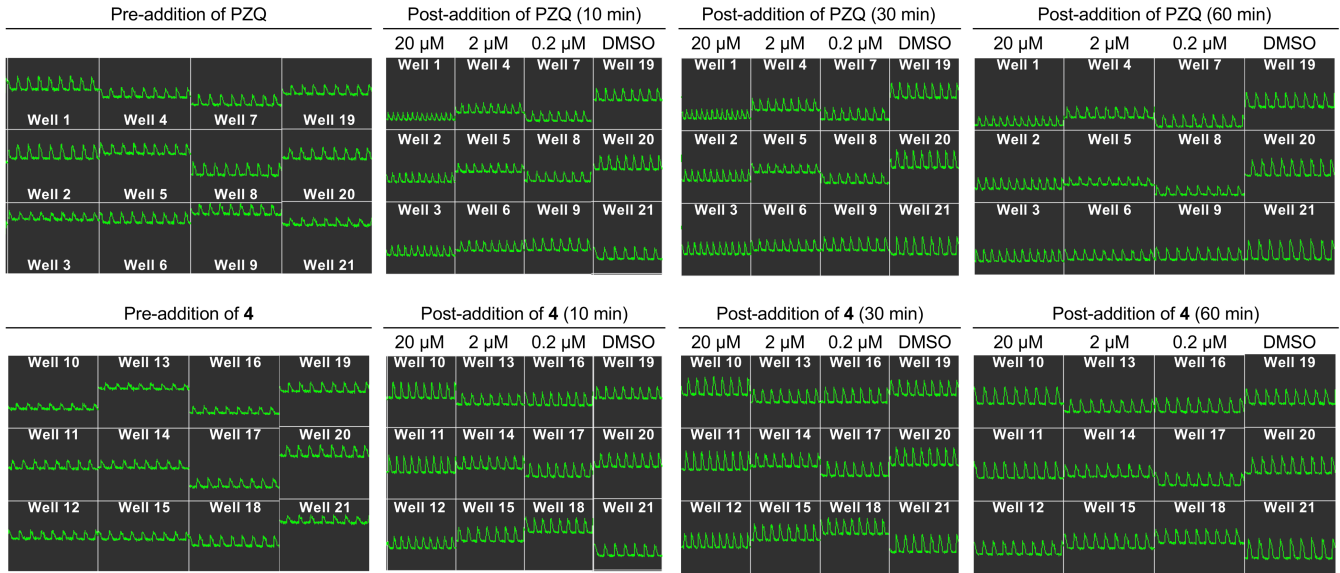 Pre-addition of PZQ
Post-addition of PZQ (10 min)
Post-addition of PZQ (30 min)
Post-addition of PZQ (60 min)
20 µM 2 µM 0.2 µM DMSO
20 µM 2 µM 0.2 µM DMSO
20 µM 2 µM 0.2 µM DMSO
Well 1 Well 4 Well 7 Well 19
Well 2 Well 5 Well 8 Well 20
Well 3 Well 6 Well 9 Well 21
Well 1 Well 4 Well 7 Well 19
Well 2 Well 5 Well 8 Well 20
Well 3 Well 6 Well 9 Well 21
Well 1 Well 4 Well 7 Well 19
Well 2 Well 5 Well 8 Well 20
Well 3 Well 6 Well 9 Well 21
Well 1 Well 4 Well 7 Well 19
Well 2 Well 5 Well 8 Well 20
Well 3 Well 6 Well 9 Well 21
Pre-addition of 4
Post-addition of 4 (10 min)
Post-addition of 4 (30 min)
Post-addition of 4 (60 min)
20 µM 2 µM 0.2 µM DMSO
20 µM 2 µM 0.2 µM DMSO
20 µM 2 µM 0.2 µM DMSO
Well 10 Well 13 Well 16 Well 19
Well 11 Well 14 Well 17 Well 20
Well 12 Well 15 Well 18 Well 21
Well 10 Well 13 Well 16 Well 19
Well 11 Well 14 Well 17 Well 20
Well 12 Well 15 Well 18 Well 21
Well 10 Well 13 Well 16 Well 19
Well 11 Well 14 Well 17 Well 20
Well 12 Well 15 Well 18 Well 21
Well 10 Well 13 Well 16 Well 19
Well 11 Well 14 Well 17 Well 20
Well 12 Well 15 Well 18 Well 21